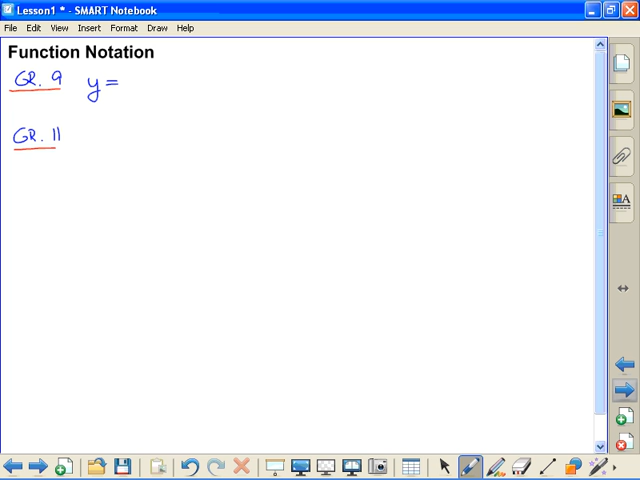 Lesson1 * - SMART Notebook
File Edit View Insert Format Draw Help
Function Notation
GR. 9 y =
GR. 11